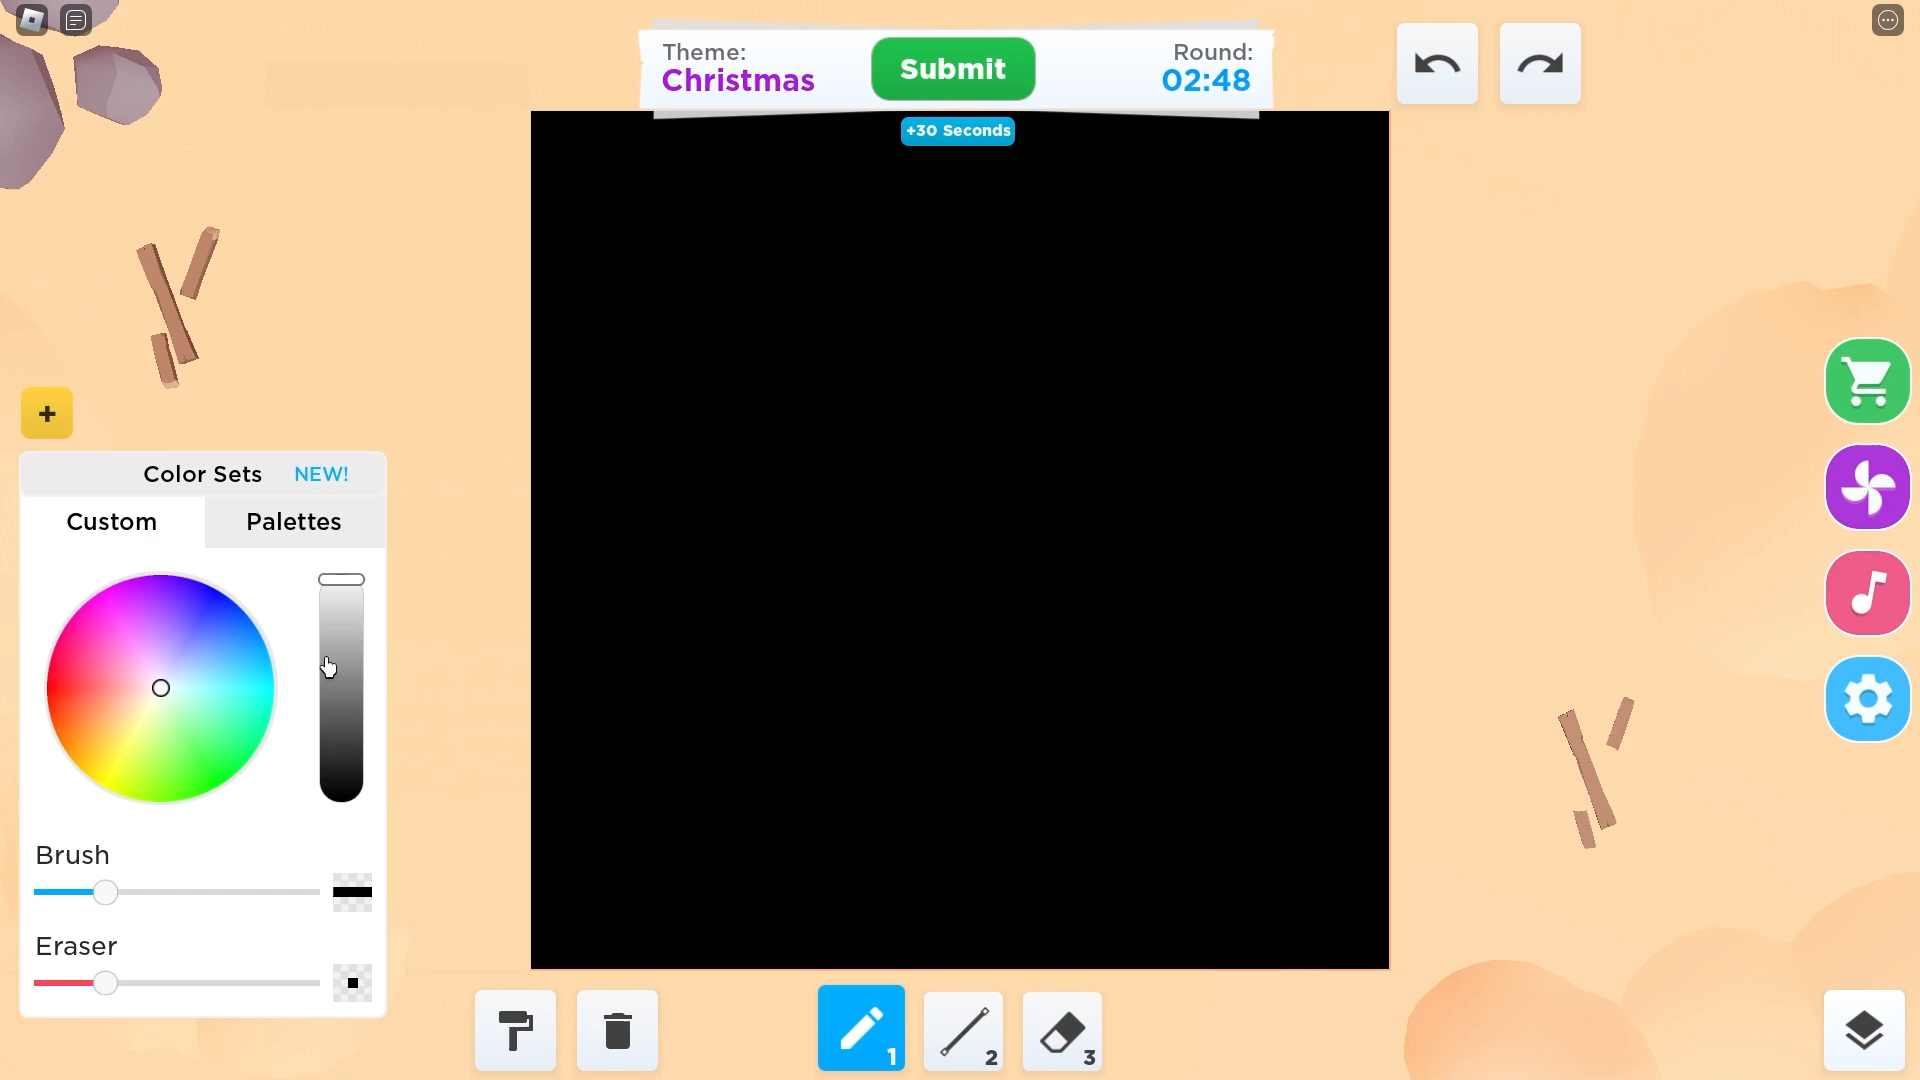 Theme:
Christmas
Submit
Round:
02:48
+30 Seconds
+
Color Sets NEW!
Custom
Palettes
Brush
Eraser
1
2
3